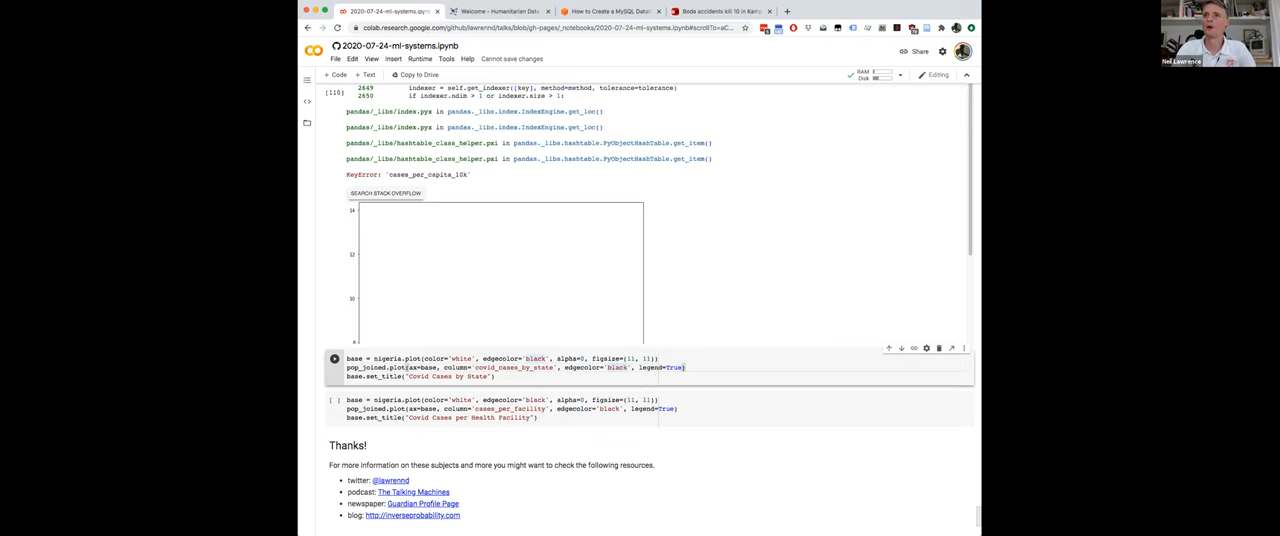 2020-07-24-ml-systems.ipynb
Welcome - Humanitarian Data
How to Create a MySQL Datab
Boda accidents kill 10 in Kam
colab.research.google.com/github/lawrennd/talks/blob/gh-pages/_notebooks/2020-07-24-ml-systems.ipynb#scrollTo=aC...
2020-07-24-ml-systems.ipynb
File Edit View Insert Runtime Tools Help Cannot save changes
Share
+ Code + Text Copy to Drive
RAM
Disk
Editing
2649 indexer = self.get_indexer([key], method=method, tolerance=tolerance)
[110] 2650 if indexer.ndim > 1 or indexer.size > 1:
pandas/_libs/index.pyx in pandas._libs.index.IndexEngine.get_loc()
pandas/_libs/index.pyx in pandas._libs.index.IndexEngine.get_loc()
pandas/_libs/hashtable_class_helper.pxi in pandas._libs.hashtable.PyObjectHashTable.get_item()
pandas/_libs/hashtable_class_helper.pxi in pandas._libs.hashtable.PyObjectHashTable.get_item()
KeyError: 'cases_per_capita_10k'
SEARCH STACK OVERFLOW
14
12
10
base = nigeria.plot(color='white', edgecolor='black', alpha=0, figsize=(11, 11))
pop_joined.plot(ax=base, column='covid_cases_by_state', edgecolor='black', legend=True)
base.set_title("Covid Cases by State")
[ ] base = nigeria.plot(color='white', edgecolor='black', alpha=0, figsize=(11, 11))
pop_joined.plot(ax=base, column='cases_per_facility', edgecolor='black', legend=True)
base.set_title("Covid Cases per Health Facility")
Thanks!
For more information on these subjects and more you might want to check the following resources.
• twitter: @lawrennd
• podcast: The Talking Machines
• newspaper: Guardian Profile Page
• blog: http://inverseprobability.com
Neil Lawrence